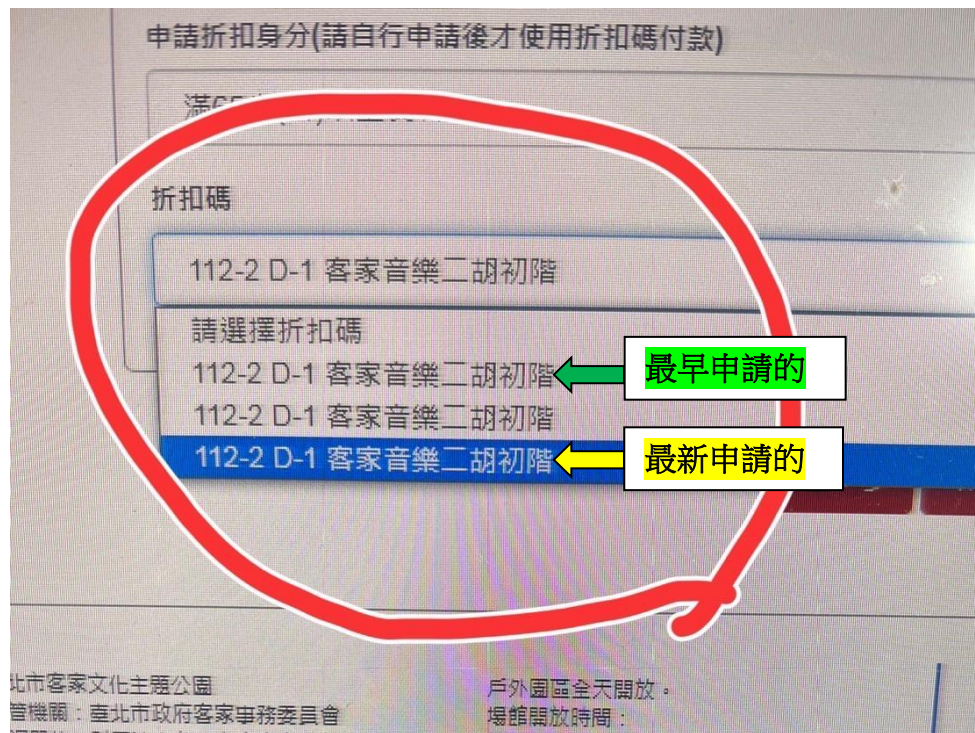 申請折扣身分(請自行申請後才使用折扣碼付款)
滿65
折扣碼
112-2 D-1 客家音樂二胡初階
請選擇折扣碼
112-2 D-1 客家音樂二胡初階
最早申請的
112-2 D-1 客家音樂二胡初階
112-2 D-1 客家音樂二胡初階
最新申請的
北市客家文化主題公園
管機關：臺北市政府客家事務委員會
戶外園區全天開放。
場館開放時間：